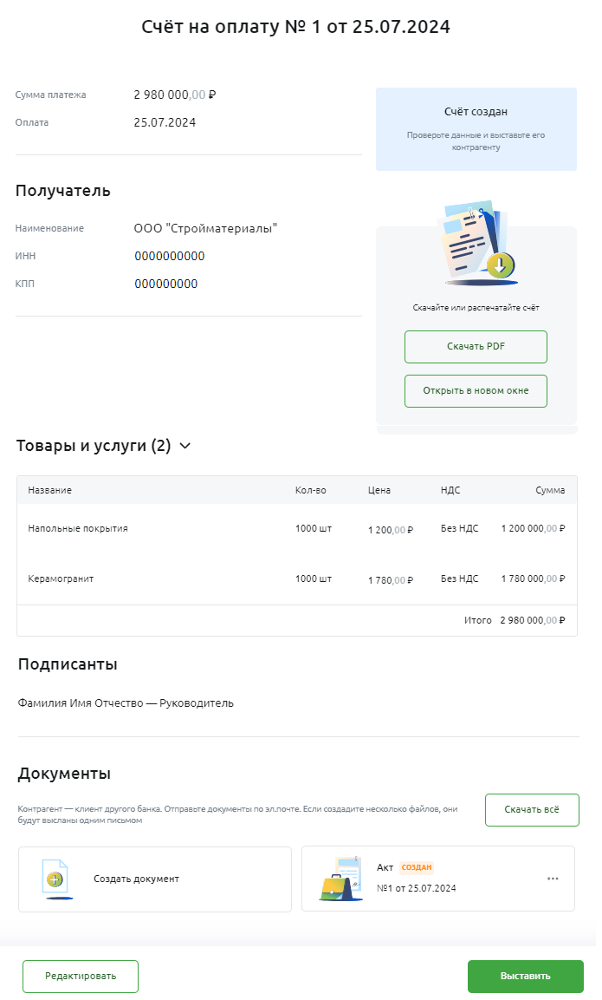 Счёт на оплату № 1 от 25.07.2024
Сумма платежа 2 980 000,00 ₽
Оплата 25.07.2024
Счёт создан
Проверьте данные и выставьте его
контрагенту
Получатель
Наименование ООО "Стройматериалы"
ИНН 0000000000
КПП 000000000
Скачайте или распечатайте счёт
Скачать PDF
Открыть в новом окне
Товары и услуги (2)
Название Кол-во Цена НДС Сумма
Напольные покрытия 1000 шт 1 200,00 ₽ Без НДС 1 200 000,00 ₽
Керамогранит 1000 шт 1 780,00 ₽ Без НДС 1 780 000,00 ₽
Итого 2 980 000,00 ₽
Подписанты
Фамилия Имя Отчество — Руководитель
Документы
Контрагент — клиент другого банка. Отправьте документы по эл.почте. Если создадите несколько файлов, они
будут высланы одним письмом
Скачать всё
Создать документ
Акт СОЗДАН
№1 от 25.07.2024
Редактировать
Выставить